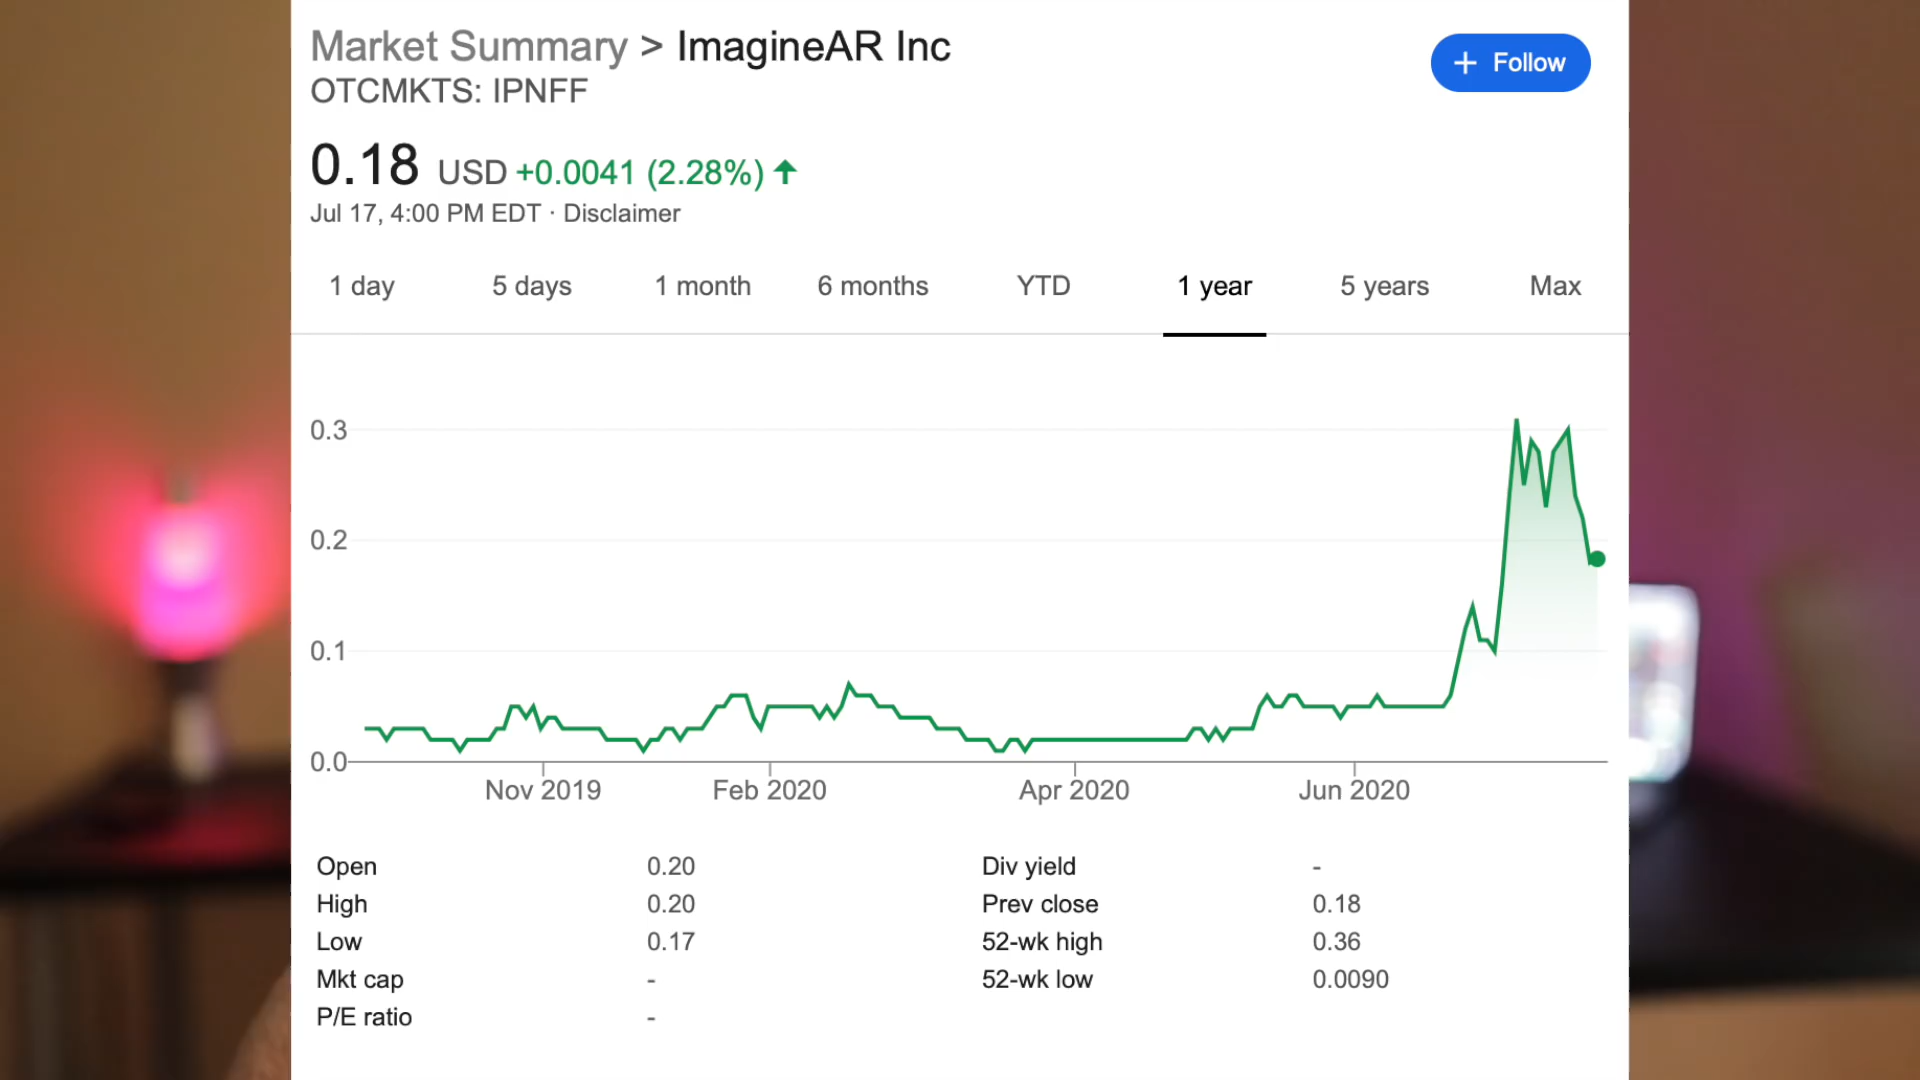 Market Summary > ImagineAR Inc
+ Follow
OTCMKTS: IPNFF
0.18 USD +0.0041 (2.28%) ↑
Jul 17, 4:00 PM EDT · Disclaimer
1 day 5 days 1 month 6 months YTD 1 year 5 years Max
0.3
0.2
0.1
0.0
Nov 2019 Feb 2020 Apr 2020 Jun 2020
Open 0.20 Div yield -
High 0.20 Prev close 0.18
Low 0.17 52-wk high 0.36
Mkt cap - 52-wk low 0.0090
P/E ratio -